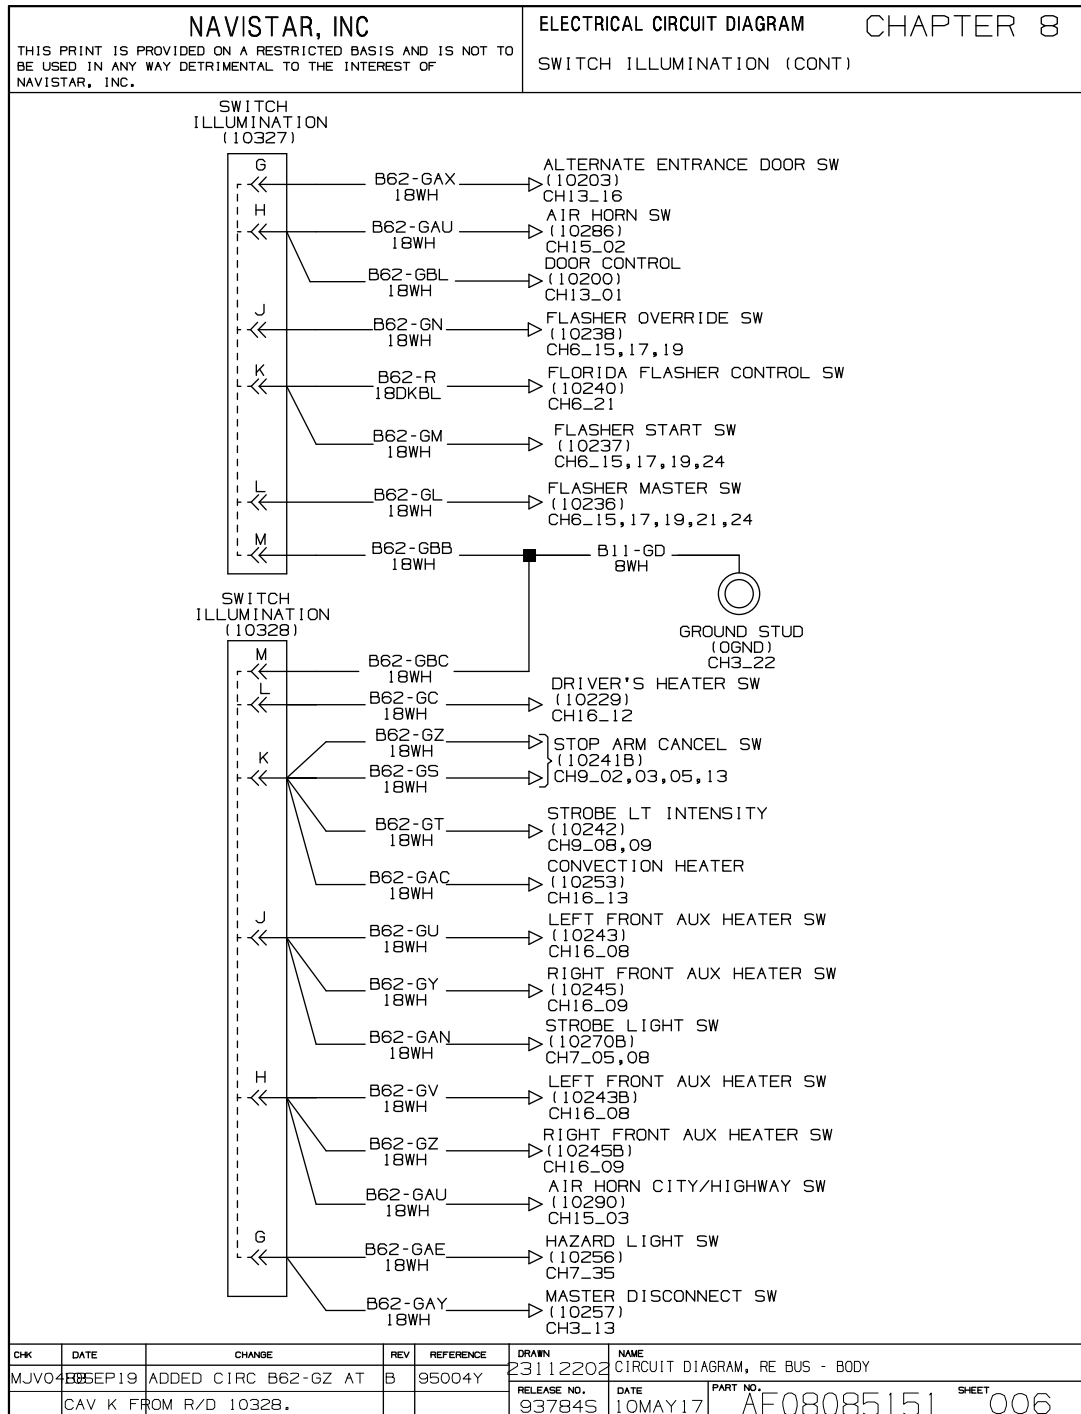 NAVISTAR, INC
THIS PRINT IS PROVIDED ON A RESTRICTED BASIS AND IS NOT TO
BE USED IN ANY WAY DETRIMENTAL TO THE INTEREST OF
NAVISTAR, INC.
ELECTRICAL CIRCUIT DIAGRAM CHAPTER 8
SWITCH ILLUMINATION (CONT)
SWITCH
ILLUMINATION
(10327)
G
B62-GAX
18WH
ALTERNATE ENTRANCE DOOR SW
(10203)
CH13_16
H
B62-GAU
18WH
AIR HORN SW
(10286)
CH15_02
B62-GBL
18WH
DOOR CONTROL
(10200)
CH13_01
J
B62-GN
18WH
FLASHER OVERRIDE SW
(10238)
CH6_15,17,19
K
B62-R
18DKBL
FLORIDA FLASHER CONTROL SW
(10240)
CH6_21
B62-GM
18WH
FLASHER START SW
(10237)
CH6_15,17,19,24
L
B62-GL
18WH
FLASHER MASTER SW
(10236)
CH6_15,17,19,21,24
M
B62-GBB
18WH
B11-GD
8WH
GROUND STUD
(OGND)
CH3_22
SWITCH
ILLUMINATION
(10328)
M
B62-GBC
18WH
L
B62-GC
18WH
DRIVER'S HEATER SW
(10229)
CH16_12
K
B62-GZ
18WH
B62-GS
18WH
STOP ARM CANCEL SW
(10241B)
CH9_02,03,05,13
B62-GT
18WH
STROBE LT INTENSITY
(10242)
CH9_08,09
B62-GAC
18WH
CONVECTION HEATER
(10253)
CH16_13
J
B62-GU
18WH
LEFT FRONT AUX HEATER SW
(10243)
CH16_08
B62-GY
18WH
RIGHT FRONT AUX HEATER SW
(10245)
CH16_09
B62-GAN
18WH
STROBE LIGHT SW
(10270B)
CH7_05,08
H
B62-GV
18WH
LEFT FRONT AUX HEATER SW
(10243B)
CH16_08
B62-GZ
18WH
RIGHT FRONT AUX HEATER SW
(10245B)
CH16_09
B62-GAU
18WH
AIR HORN CITY/HIGHWAY SW
(10290)
CH15_03
G
B62-GAE
18WH
HAZARD LIGHT SW
(10256)
CH7_35
B62-GAY
18WH
MASTER DISCONNECT SW
(10257)
CH3_13
CHK DATE CHANGE REV REFERENCE
SEP19 ADDED CIRC B62-GZ AT B 95004Y
CAV K FROM R/D 10328.
DRAWN
23112202
NAME
CIRCUIT DIAGRAM, RE BUS - BODY
RELEASE NO.
93784S
DATE
10MAY17
PART NO.
AF08085151
SHEET
006